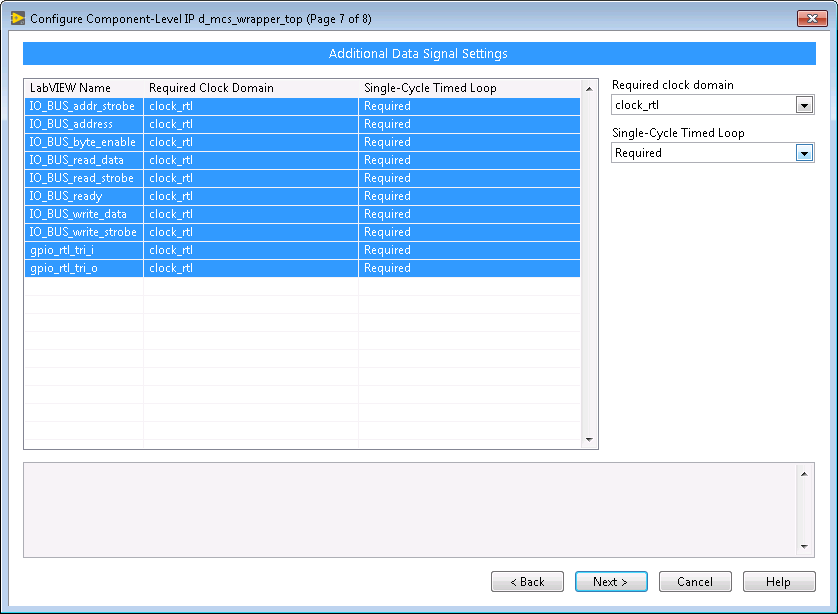 Configure Component-Level IP d_mcs_wrapper_top (Page 7 of 8)
Additional Data Signal Settings
LabVIEW Name Required Clock Domain Single-Cycle Timed Loop
IO_BUS_addr_strobe clock_rtl Required
IO_BUS_address clock_rtl Required
IO_BUS_byte_enable clock_rtl Required
IO_BUS_read_data clock_rtl Required
IO_BUS_read_strobe clock_rtl Required
IO_BUS_ready clock_rtl Required
IO_BUS_write_data clock_rtl Required
IO_BUS_write_strobe clock_rtl Required
gpio_rtl_tri_i clock_rtl Required
gpio_rtl_tri_o clock_rtl Required
Required clock domain
clock_rtl
Single-Cycle Timed Loop
Required
< Back Next > Cancel Help